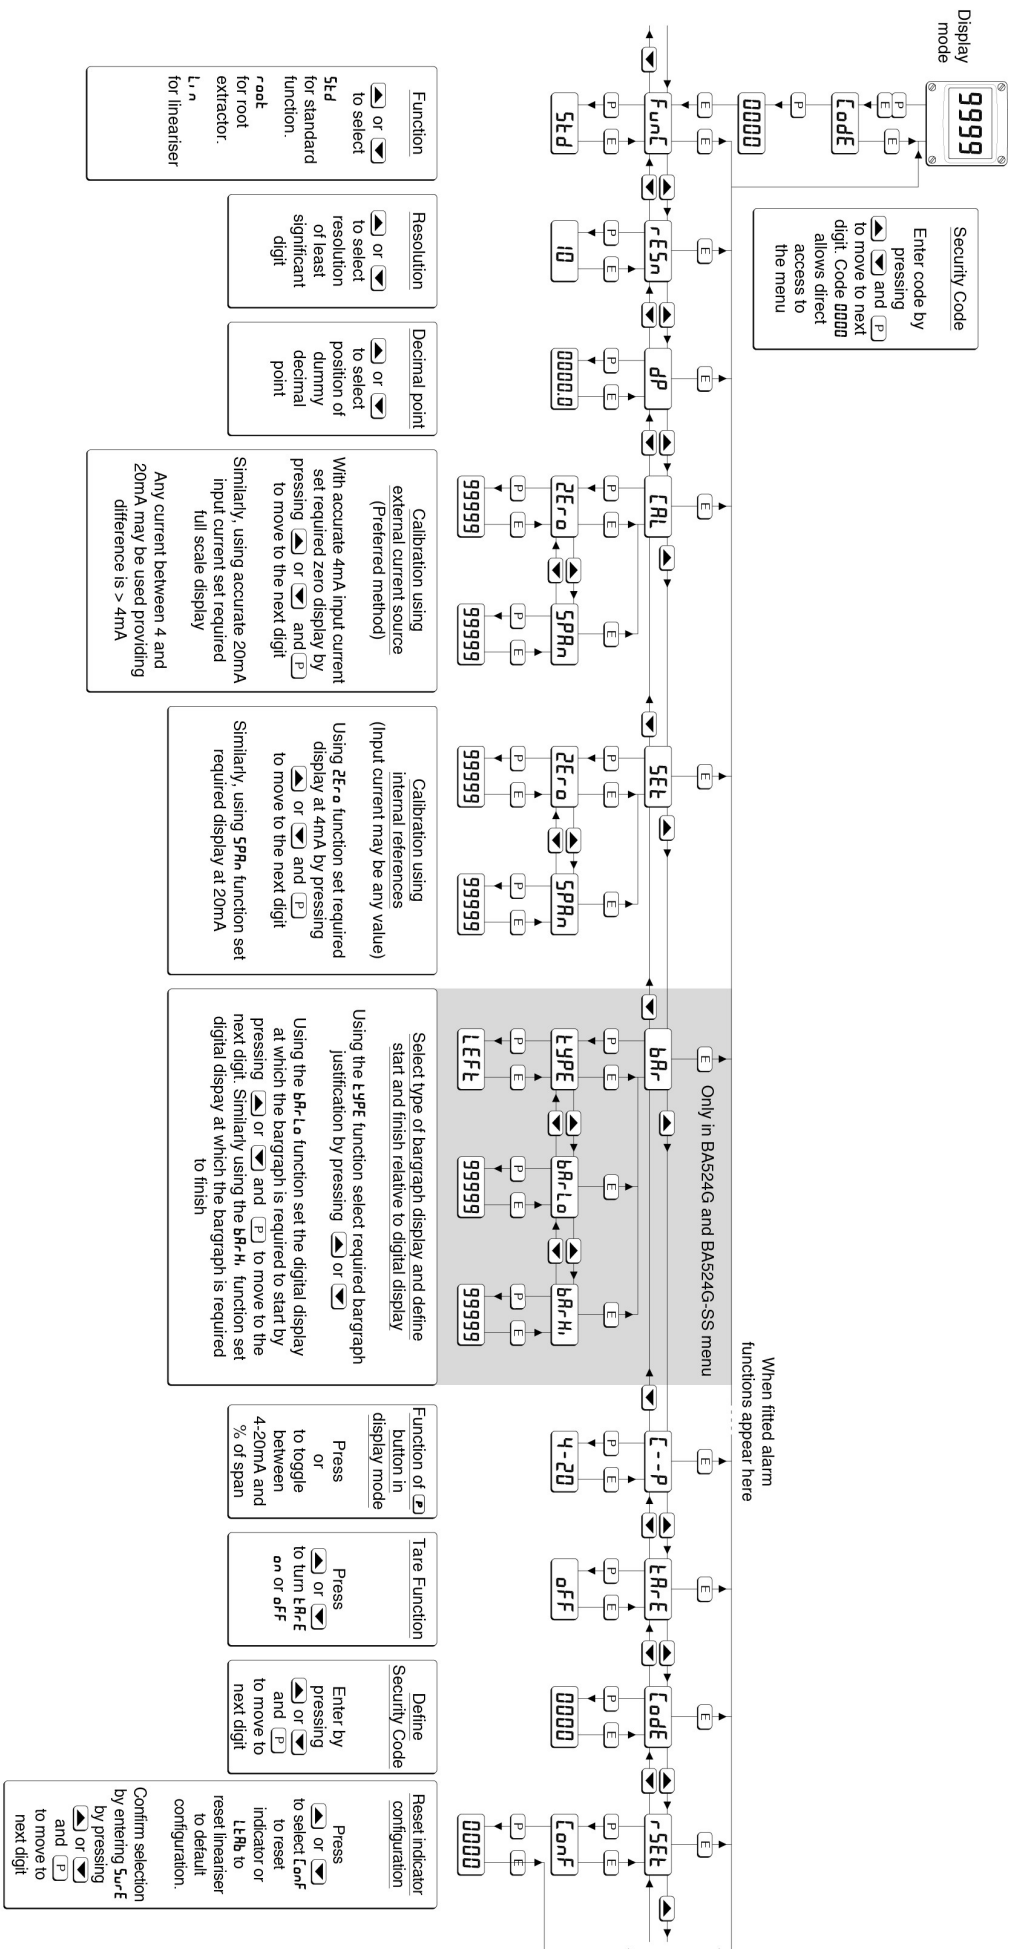 Display
mode
9999
P
E
E
CodE
P
0000
E
E
FunC
P
E
Std
Security Code
Enter code by
pressing
and P
to move to next
digit. Code 0000
allows direct
access to
the menu
E
rESn
P
E
10
E
dP
P
E
0000.0
E
CAL
P
E
ZEro
P
E
99999
E
SPAn
P
E
99999
E
SEt
P
E
ZEro
P
E
99999
E
SPAn
P
E
99999
Only in BA524G and BA524G-SS menu
E
bAr
P
E
tYPE
P
E
LEFt
E
bArLo
P
E
99999
E
bArHi
P
E
99999
When fitted alarm
functions appear here
E
C--P
P
E
4-20
E
tArE
P
E
oFF
E
CodE
P
E
0000
E
rSEt
P
E
ConF
P
E
0000
Function
or
to select
Std
for standard
function.
root
for root
extractor.
Lin
for lineariser
Resolution
or
to select
resolution
of least
significant
digit
Decimal point
or
to select
position of
dummy
decimal
point
Calibration using
external current source
(Preferred method)
With accurate 4mA input current
set required zero display by
pressing or and P
to move to the next digit
Similarly, using accurate 20mA
input current set required
full scale display
Any current between 4 and
20mA may be used providing
difference is > 4mA
Calibration using
internal references
(Input current may be any value)
Using ZEro function set required
display at 4mA by pressing
or and P
to move to the next digit
Similarly, using SPAn function set
required display at 20mA
Select type of bargraph display and define
start and finish relative to digital display
Using the tYPE function select required bargraph
justification by pressing or
Using the bArLo function set the digital display
at which the bargraph is required to start by
pressing or and P to move to the
next digit. Similarly using the bArHi function set
digital dispay at which the bargraph is required
to finish
Function of P
button in
display mode
Press
or
to toggle
between
4-20mA and
% of span
Tare Function
Press
or
to turn tArE
on or oFF
Define
Security Code
Enter by
pressing
or
and P
to move to
next digit
Reset indicator
configuration
Press
or
to select ConF
to reset
indicator or
LtAb to
reset lineariser
to default
configuration.
Confirm selection
by entering SurE
by pressing
or
and P
to move to
next digit